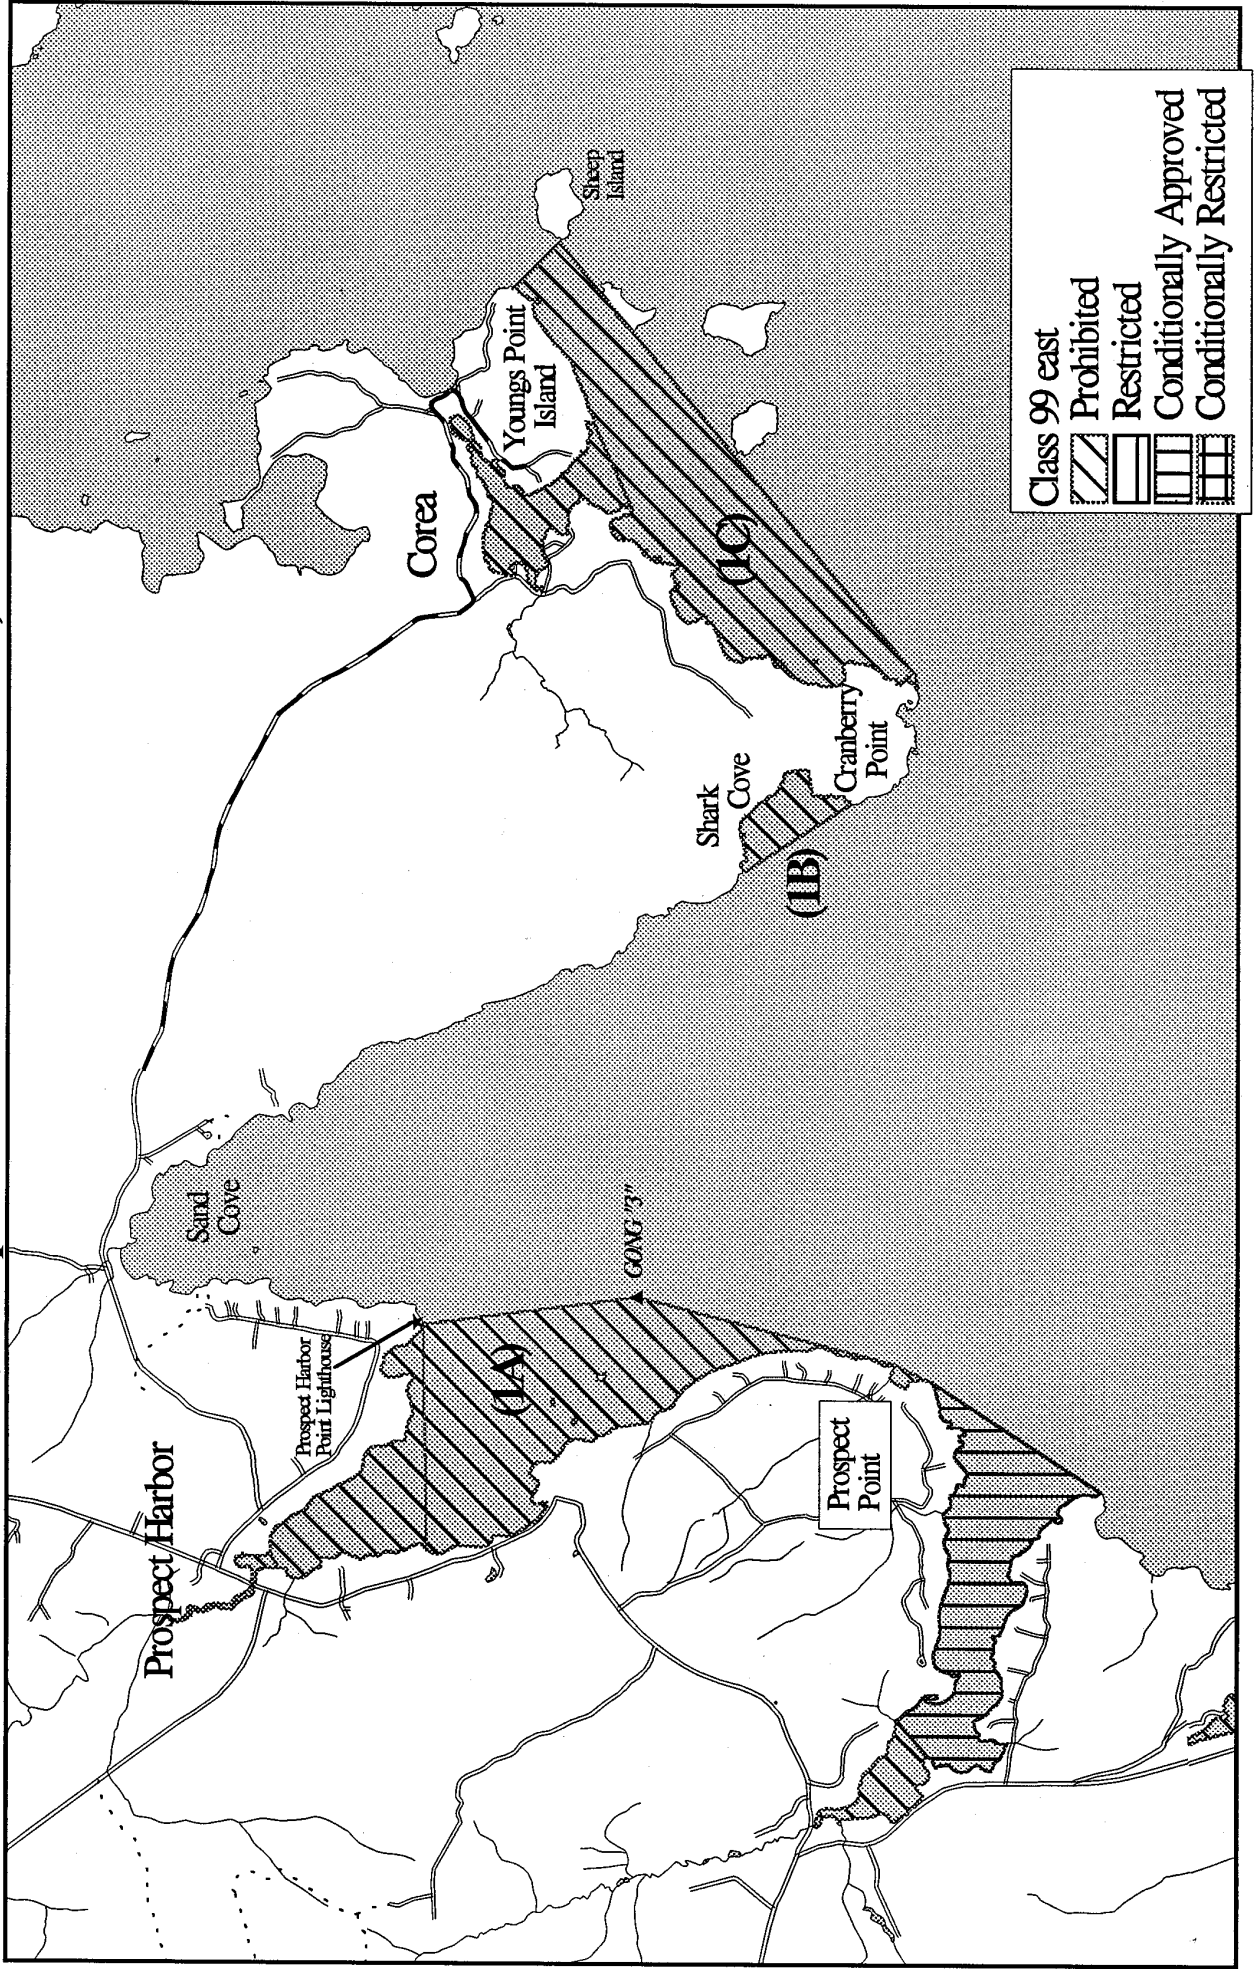 Prospect Harbor
Prospect Harbor
Point Lighthouse
(1A)
Prospect
Point
Sand
Cove
GONG "3"
Shark
Cove
(1B)
Cranberry
Point
Corea
(1C)
Youngs Point
Island
Sheep
Island
Class 99 east
Prohibited
Restricted
Conditionally Approved
Conditionally Restricted